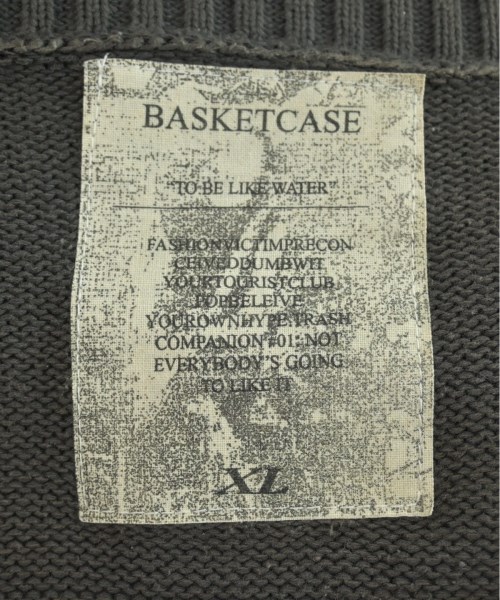 BASKETCASE
"TO BE LIKE WATER"
FASHIONVICTIMPRECON
CEIVEDDUMBWIT
YOURTOURISTCLUB
POPBELEIVE
YOUROWNHYPE:TRASH
COMPANION #01: NOT
EVERYBODY'S GOING
TO LIKE IT
XL